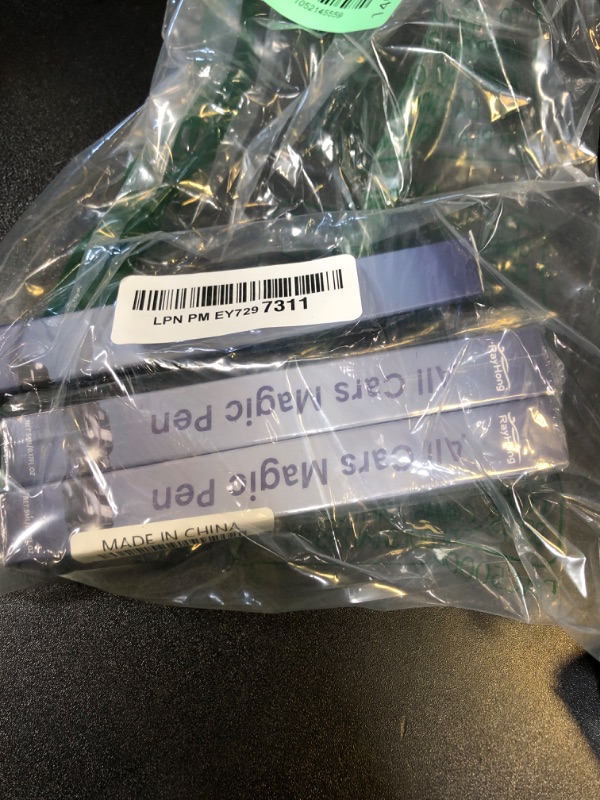 1052145559
LPN PM EY729 7311
All Cars Magic Pen
RayHong
All Cars Magic Pen
RayHong
MADE IN CHINA